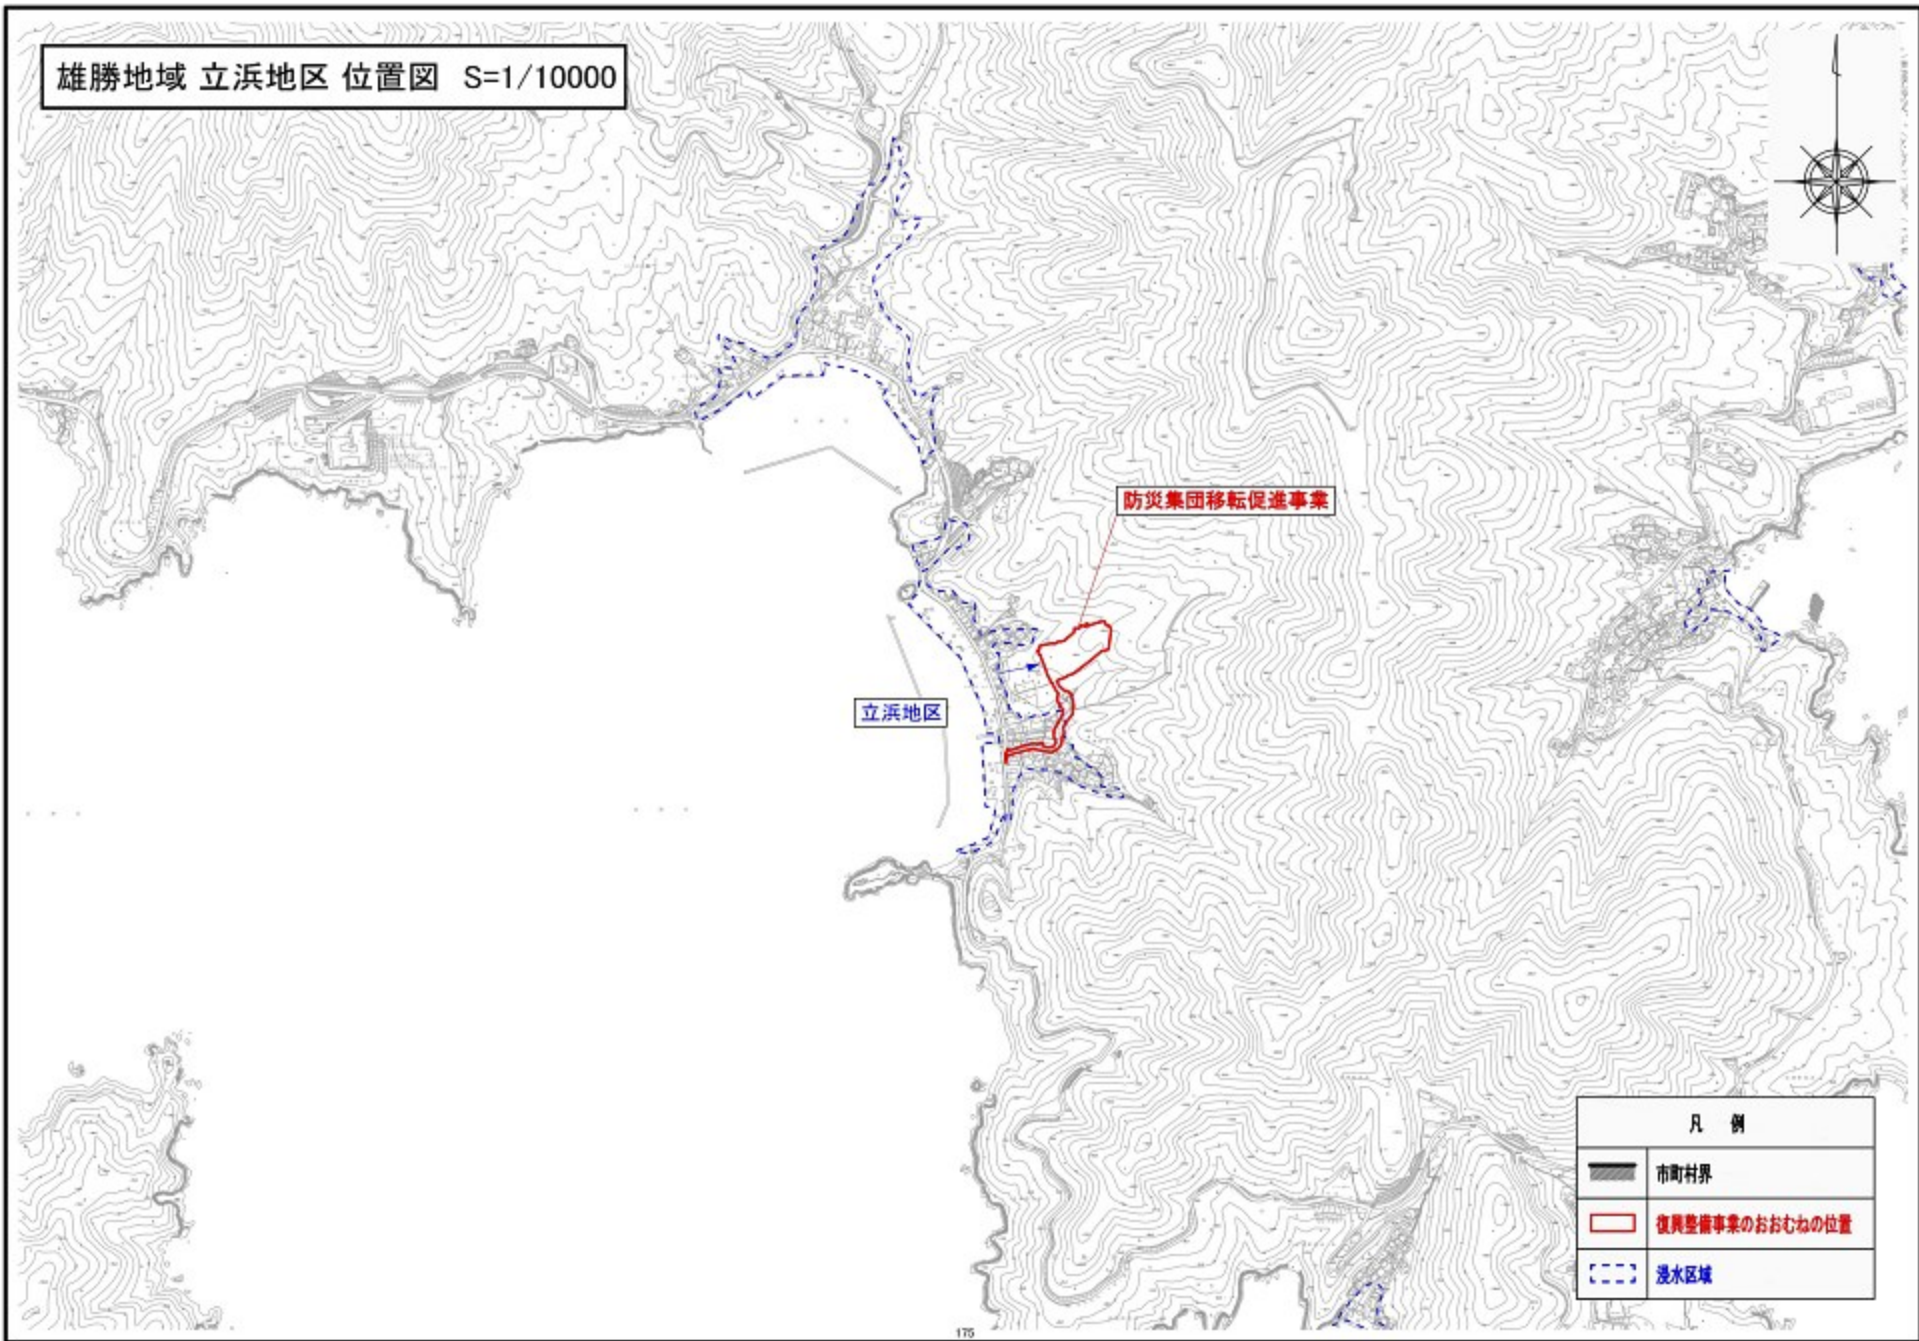 雄勝地域 立浜地区 位置図 S=1/10000
防災集団移転促進事業
立浜地区
凡 例
市町村界
復興整備事業のおおむねの位置
浸水区域
175